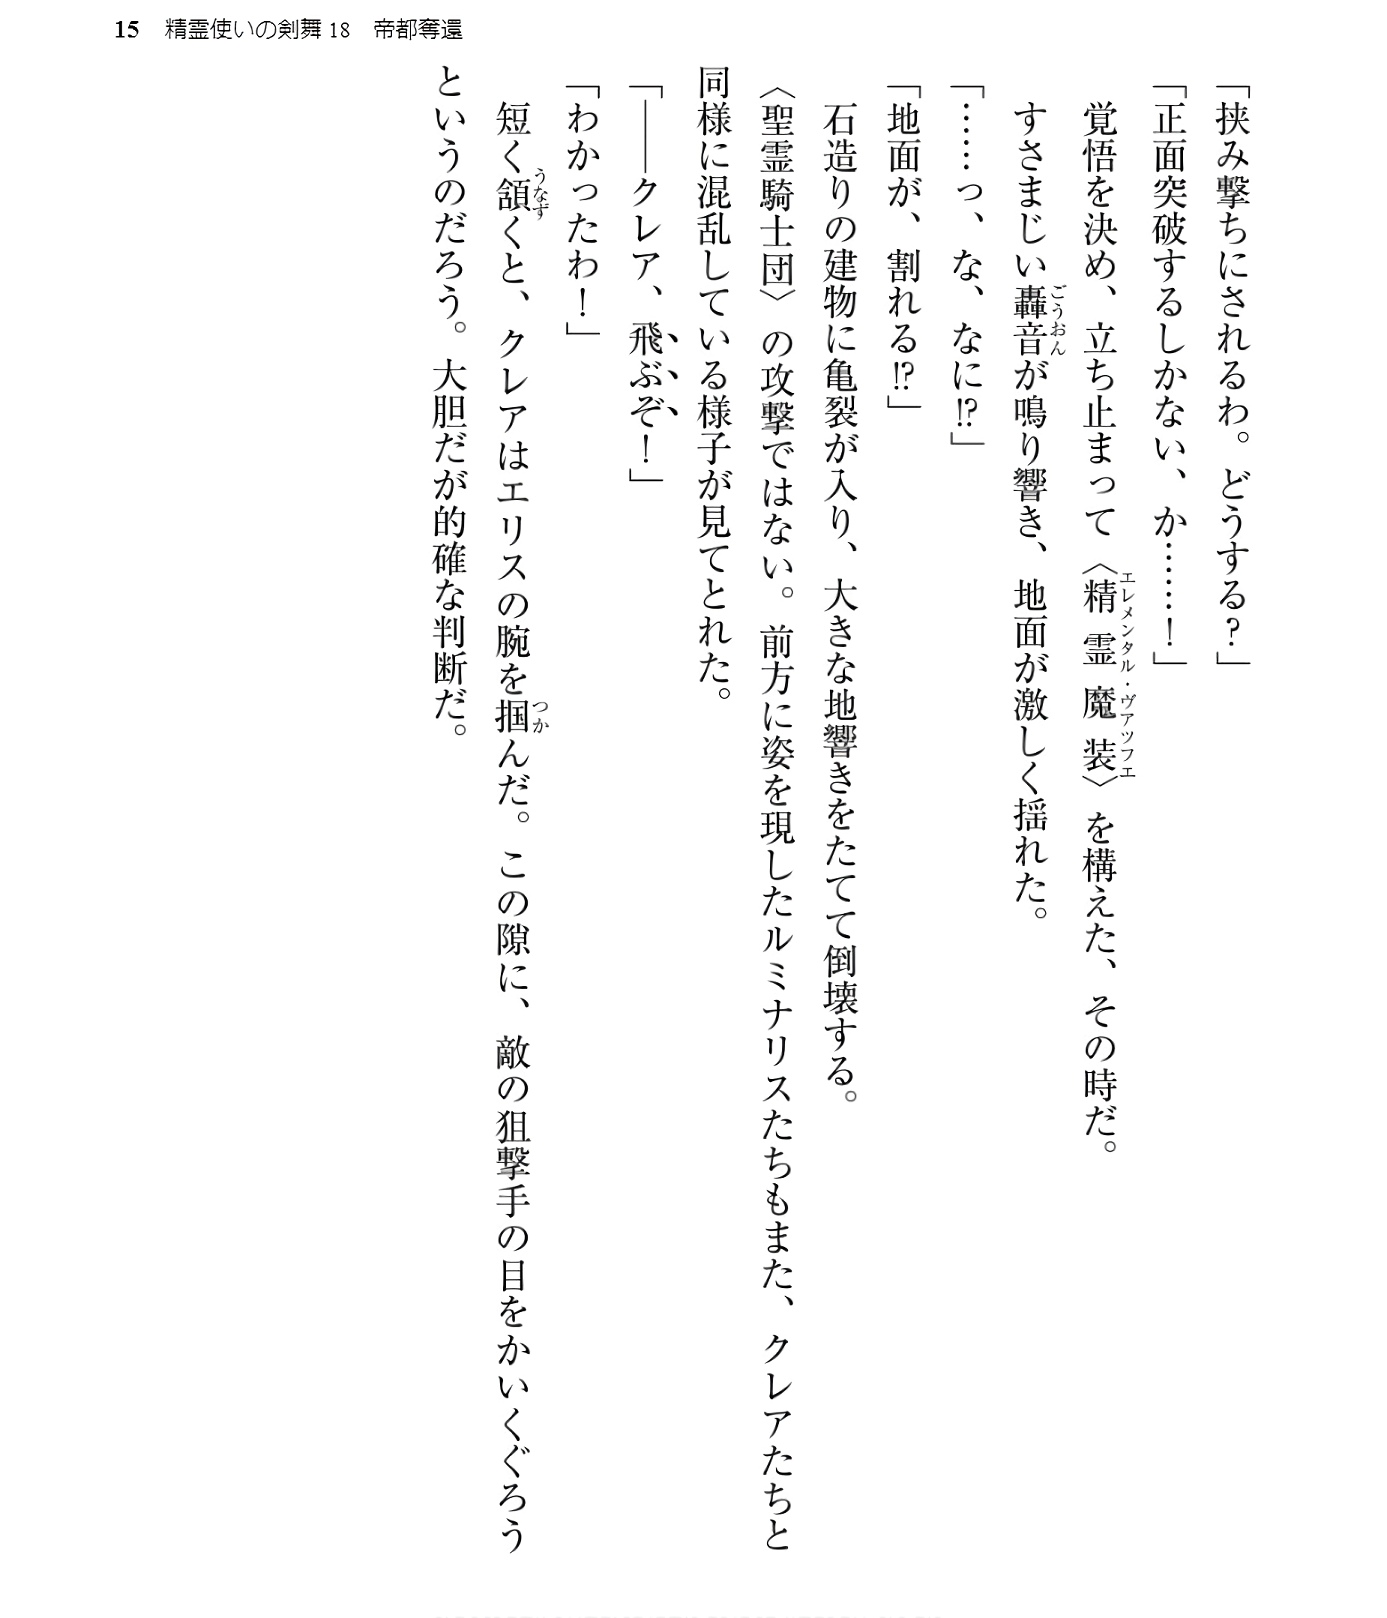 15　精霊使いの剣舞18　帝都奪還
「挟み撃ちにされるわ。どうする？」
「正面突破するしかない、か……！」
　覚悟を決め、立ち止まって〈精霊魔装〉を構えた、その時だ。
エレメンタル・ヴァッフェ
　すさまじい轟音が鳴り響き、地面が激しく揺れた。
ごうおん
「……っ、な、なに⁉」
「地面が、割れる⁉」
　石造りの建物に亀裂が入り、大きな地響きをたてて倒壊する。
〈聖霊騎士団〉の攻撃ではない。前方に姿を現したルミナリスたちもまた、クレアたちと
同様に混乱している様子が見てとれた。
「――クレア、飛ぶぞ！」
「わかったわ！」
　短く頷くと、クレアはエリスの腕を掴んだ。この隙に、敵の狙撃手の目をかいくぐろう
うなず
つか
というのだろう。大胆だが的確な判断だ。